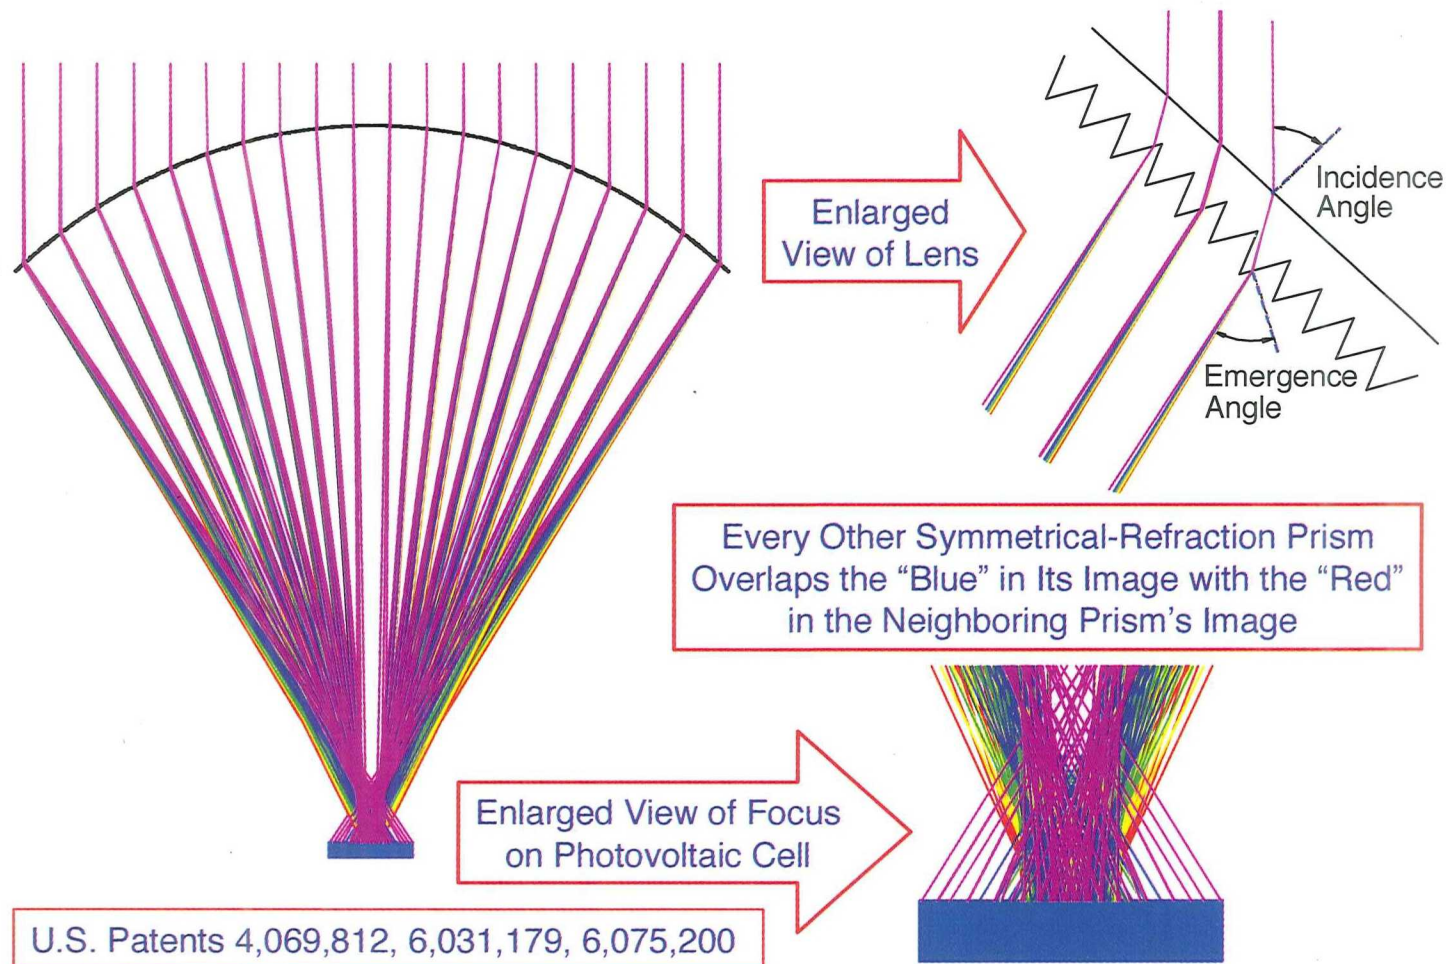 Enlarged
View of Lens
Incidence
Angle
Emergence
Angle
Every Other Symmetrical-Refraction Prism
Overlaps the “Blue” in Its Image with the “Red”
in the Neighboring Prism’s Image
Enlarged View of Focus
on Photovoltaic Cell
U.S. Patents 4,069,812, 6,031,179, 6,075,200